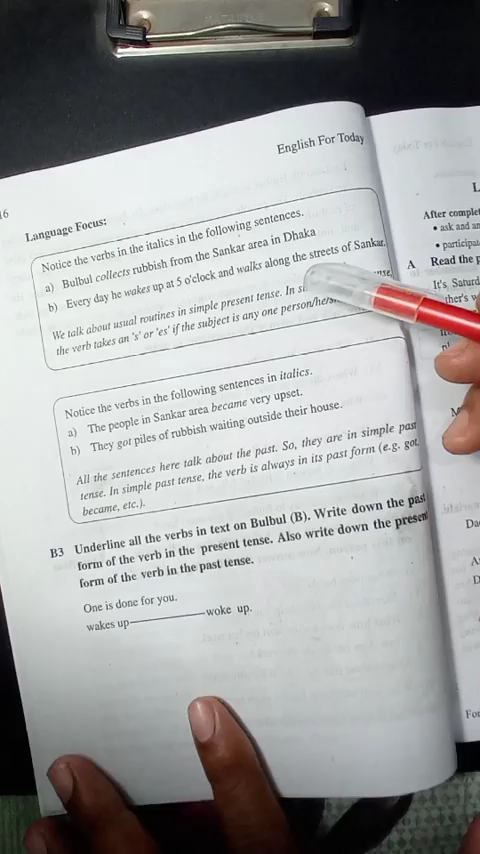 English For Today
16
Language Focus:
Notice the verbs in the italics in the following sentences.
a) Bulbul collects rubbish from the Sankar area in Dhaka
b) Every day he wakes up at 5 o'clock and walks along the streets of Sankar.
We talk about usual routines in simple present tense. In
the verb takes an 's' or 'es' if the subject is any one person/he/
Notice the verbs in the following sentences in italics.
a) The people in Sankar area became very upset.
b) They got piles of rubbish waiting outside their house.
All the sentences here talk about the past. So, they are in simple past
tense. In simple past tense, the verb is always in its past form (e.g. got,
became, etc.).
B3 Underline all the verbs in text on Bulbul (B). Write down the past
form of the verb in the present tense. Also write down the present
form of the verb in the past tense.
One is done for you.
wakes up ___________ woke up.
After
• ask and
•
A Read the
It's